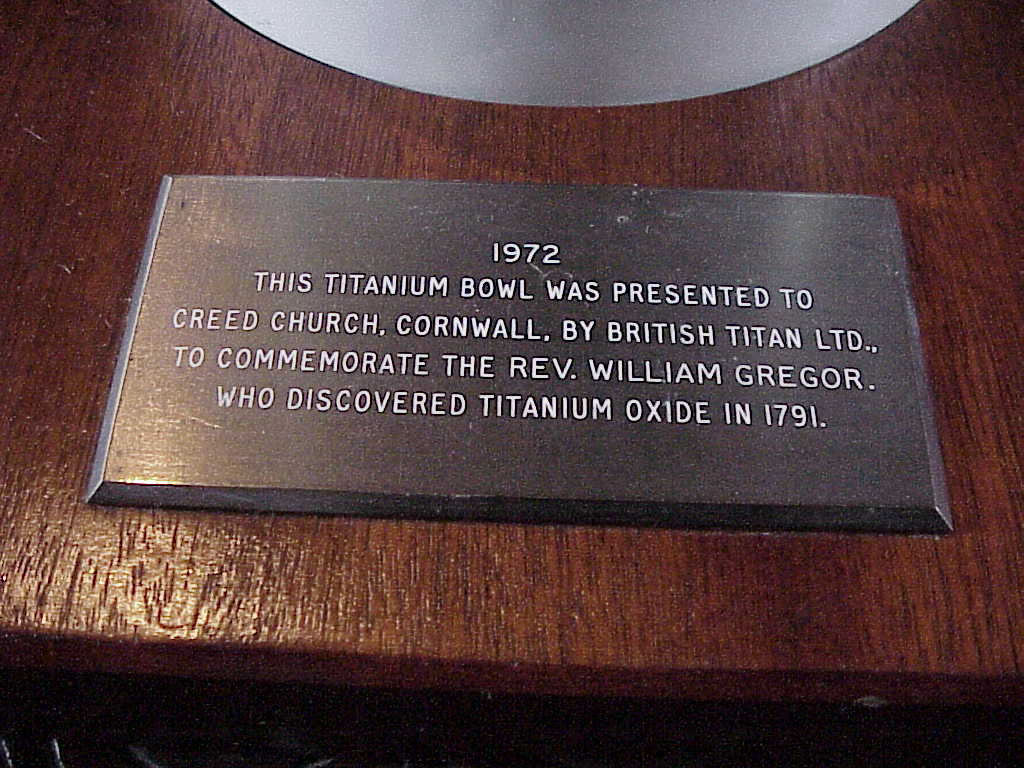 1972
THIS TITANIUM BOWL WAS PRESENTED TO
CREED CHURCH, CORNWALL, BY BRITISH TITAN LTD.,
TO COMMEMORATE THE REV. WILLIAM GREGOR.
WHO DISCOVERED TITANIUM OXIDE IN 1791.